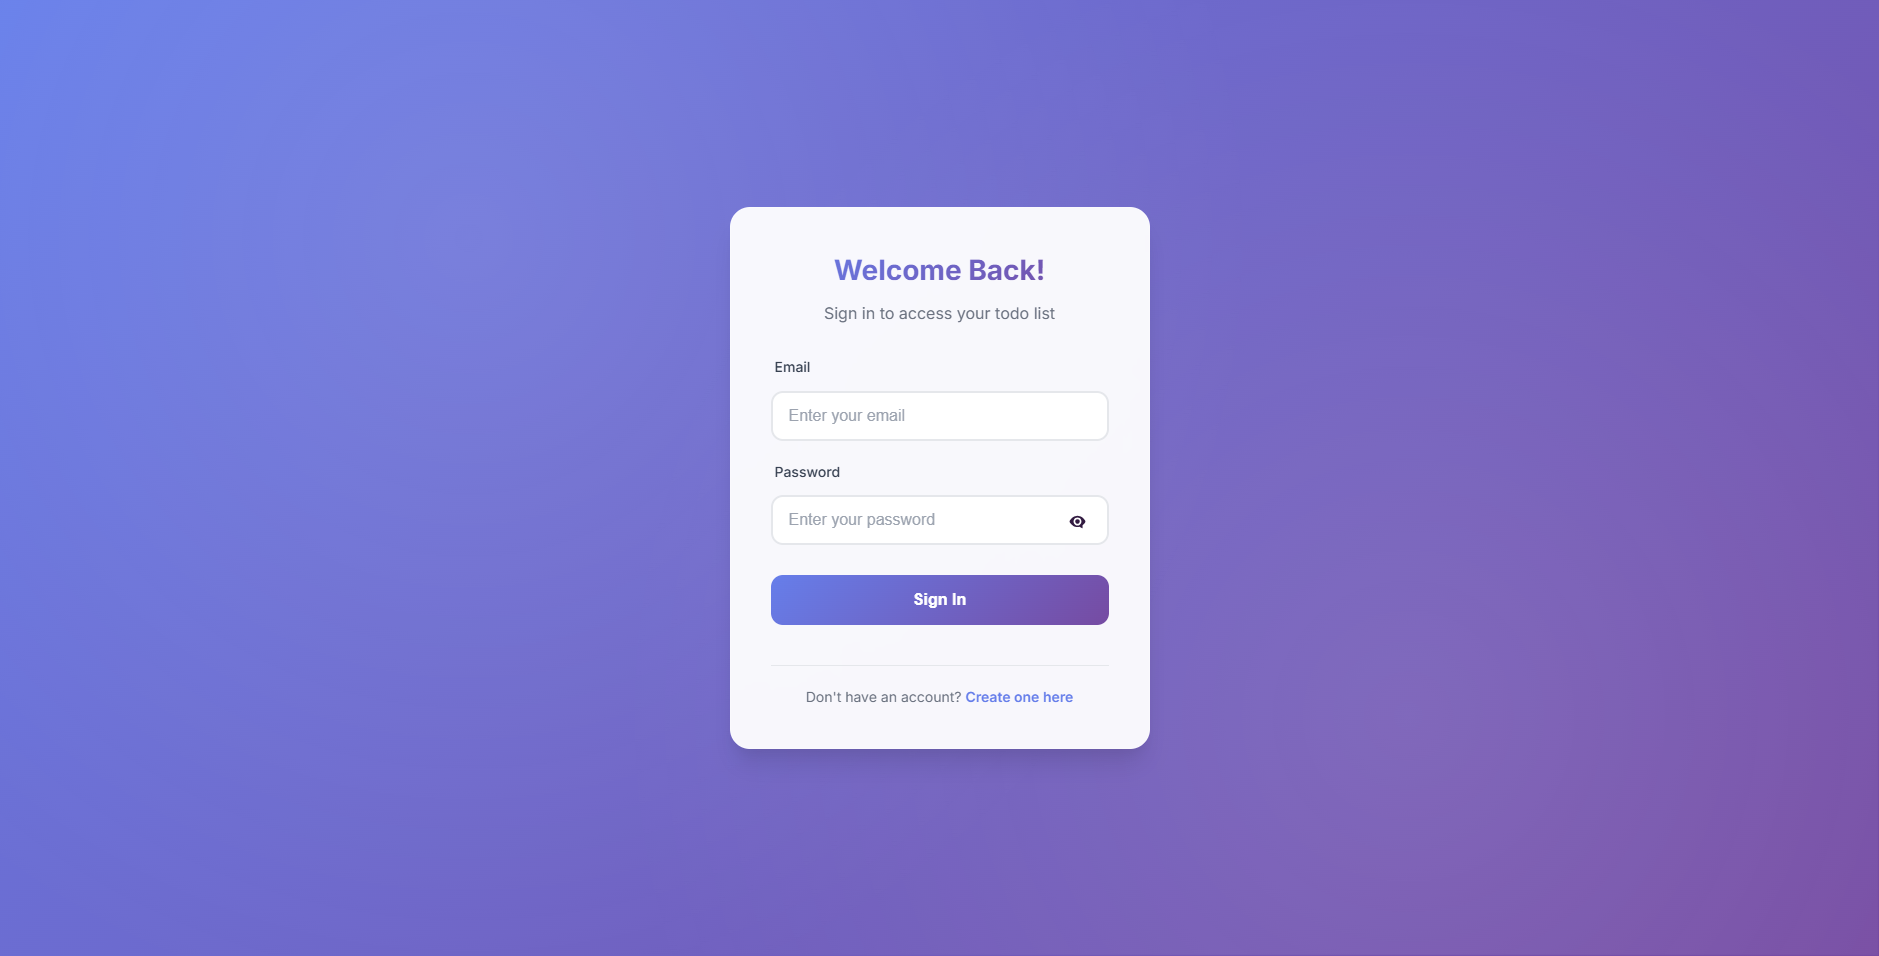 Welcome Back!
Sign in to access your todo list
Email
Enter your email
Password
Enter your password
Sign In
Don't have an account? Create one here